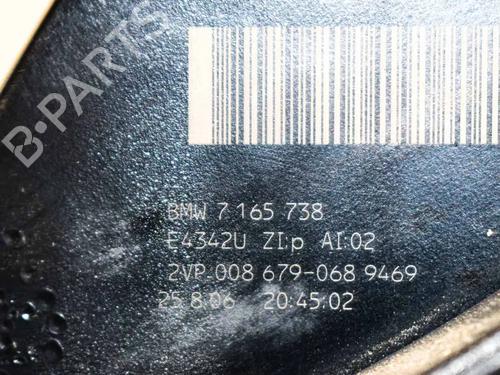 B-PARTS
BMW 7 165 738
E4342U ZI:p AI:02
2VP 008 679-068 9469
25.8.06 20:45:02